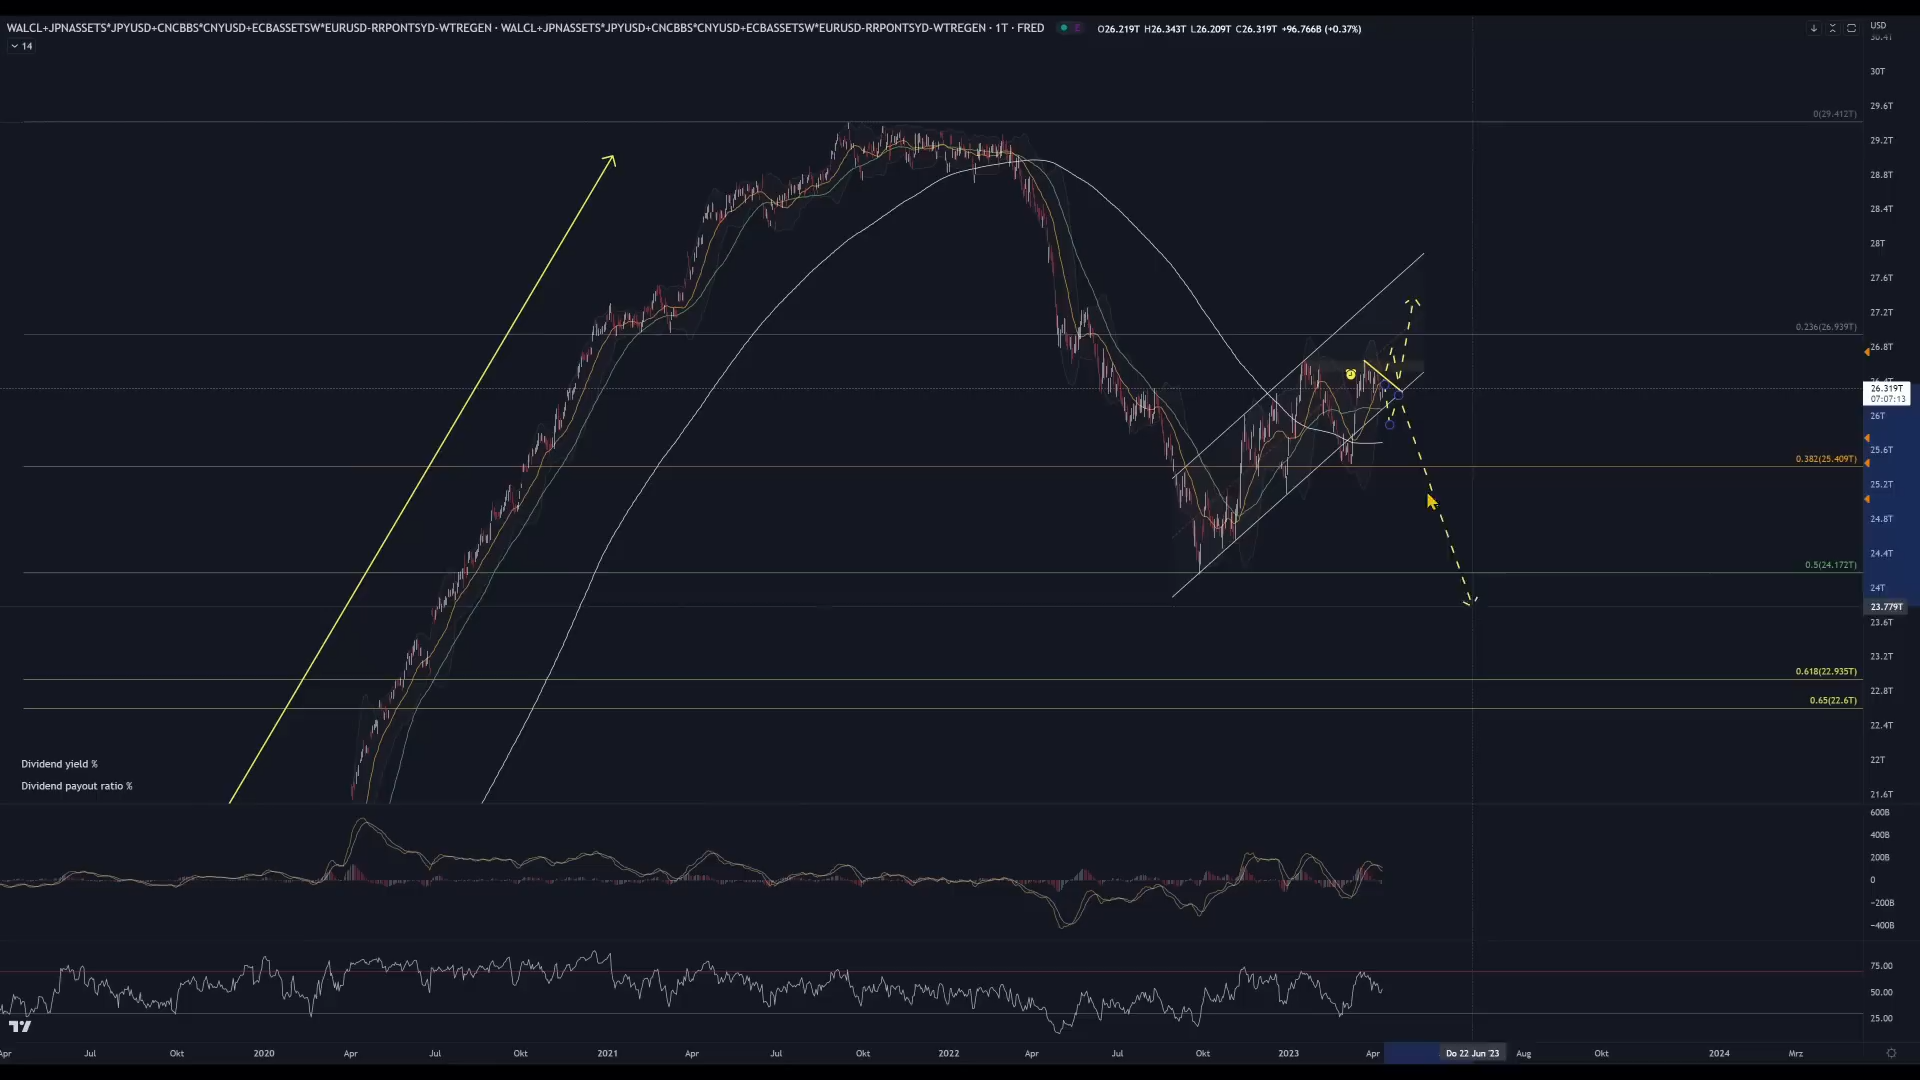 WALCL+JPNASSETS*JPYUSD+CNCBBS*CNYUSD+ECBASSETSW*EURUSD-RRPONTSYD-WTREGEN · WALCL+JPNASSETS*JPYUSD+CNCBBS*CNYUSD+ECBASSETSW*EURUSD-RRPONTSYD-WTREGEN · 1T · FRED E O26.219T H26.343T L26.209T C26.319T +96.766B (+0.37%)
14
USD
30T
29.6T
0(29.412T)
29.2T
28.8T
28.4T
28T
27.6T
27.2T
0.236(26.939T)
26.8T
26.319T
07:07:13
26T
25.6T
0.382(25.409T)
25.2T
24.8T
24.4T
0.5(24.172T)
24T
23.779T
23.6T
23.2T
0.618(22.935T)
22.8T
0.65(22.6T)
22.4T
22T
21.6T
Dividend yield %
Dividend payout ratio %
600B
400B
200B
0
−200B
−400B
75.00
50.00
25.00
Apr Jul Okt 2020 Apr Jul Okt 2021 Apr Jul Okt 2022 Apr Jul Okt 2023 Apr Do 22 Jun '23 Aug Okt 2024 Mrz